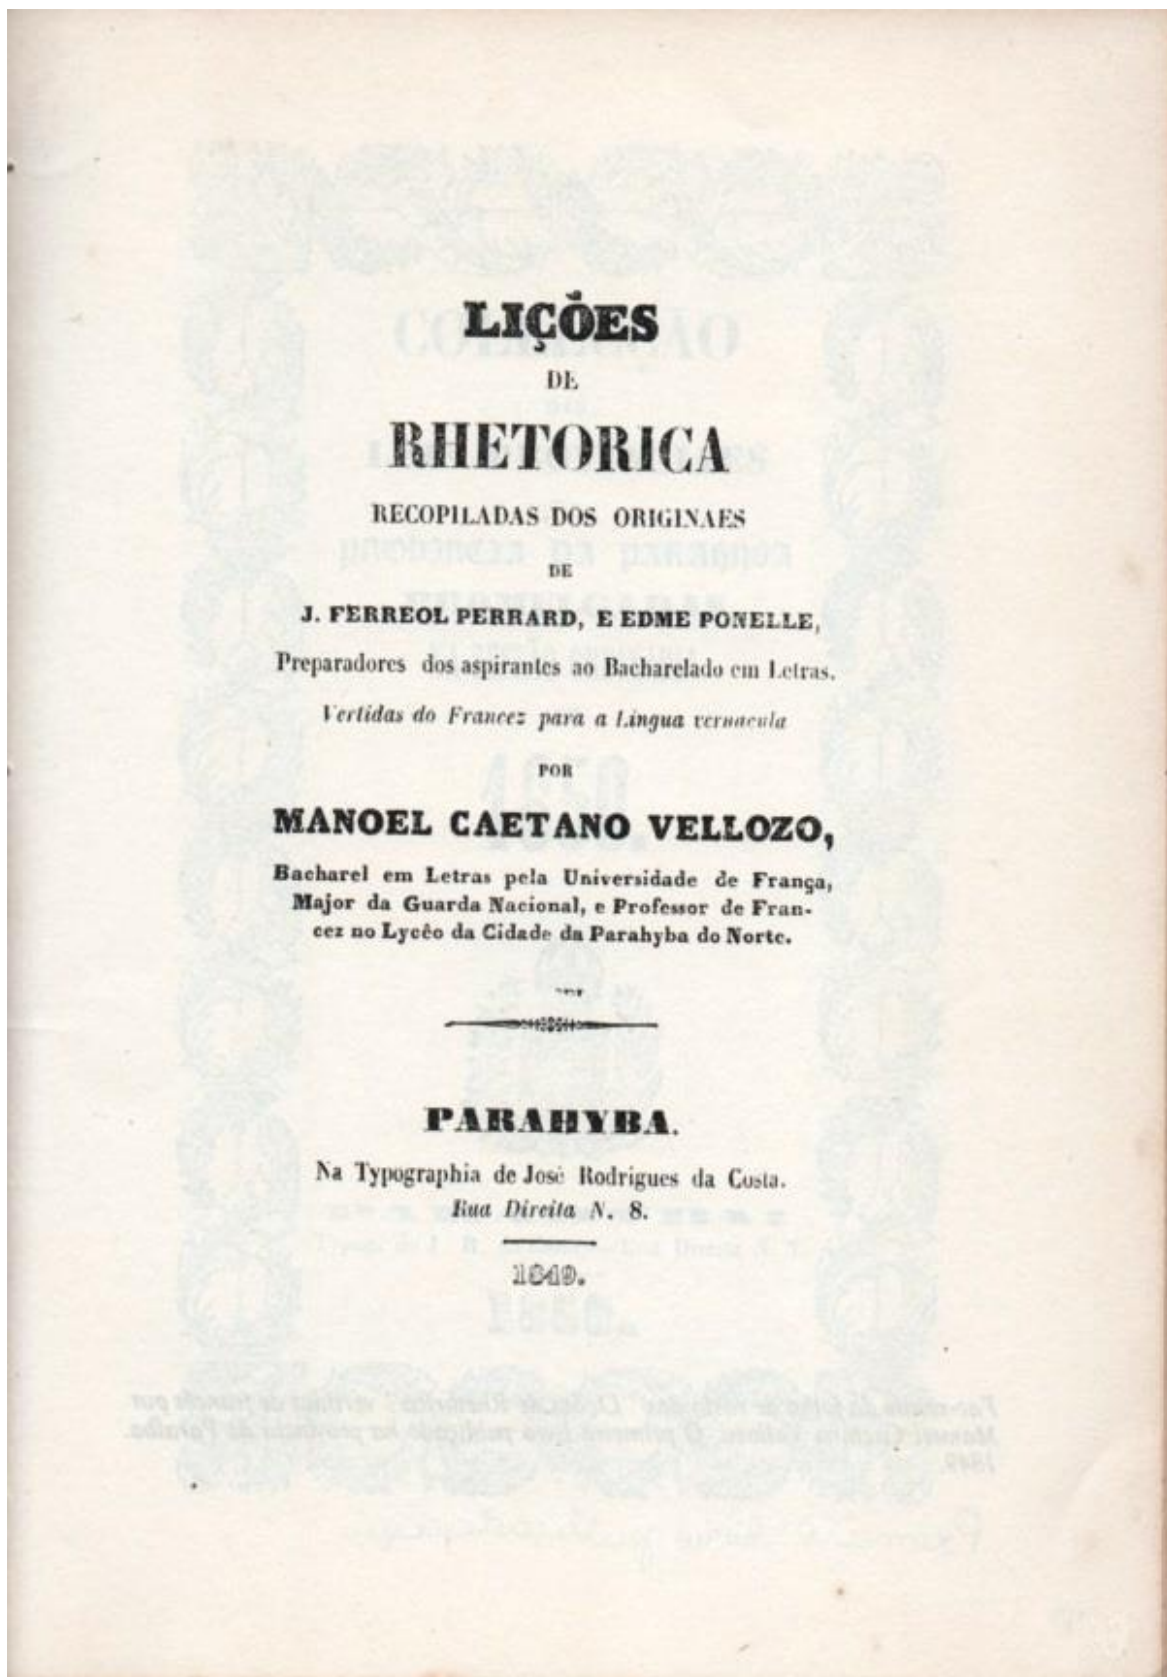 LIÇÕES
DE
RHETORICA
RECOPILADAS DOS ORIGINAES
DE
J. FERREOL PERRARD, E EDME PONELLE,
Preparadores dos aspirantes ao Bacharelado em Letras.
Vertidas do Francez para a Lingua vernacula
POR
MANOEL CAETANO VELLOZO,
Bacharel em Letras pela Universidade de França,
Major da Guarda Nacional, e Professor de Fran-
cez no Lycêo da Cidade da Parahyba do Norte.
PARAHYBA.
Na Typographia de José Rodrigues da Costa.
Rua Direita N. 8.
1849.